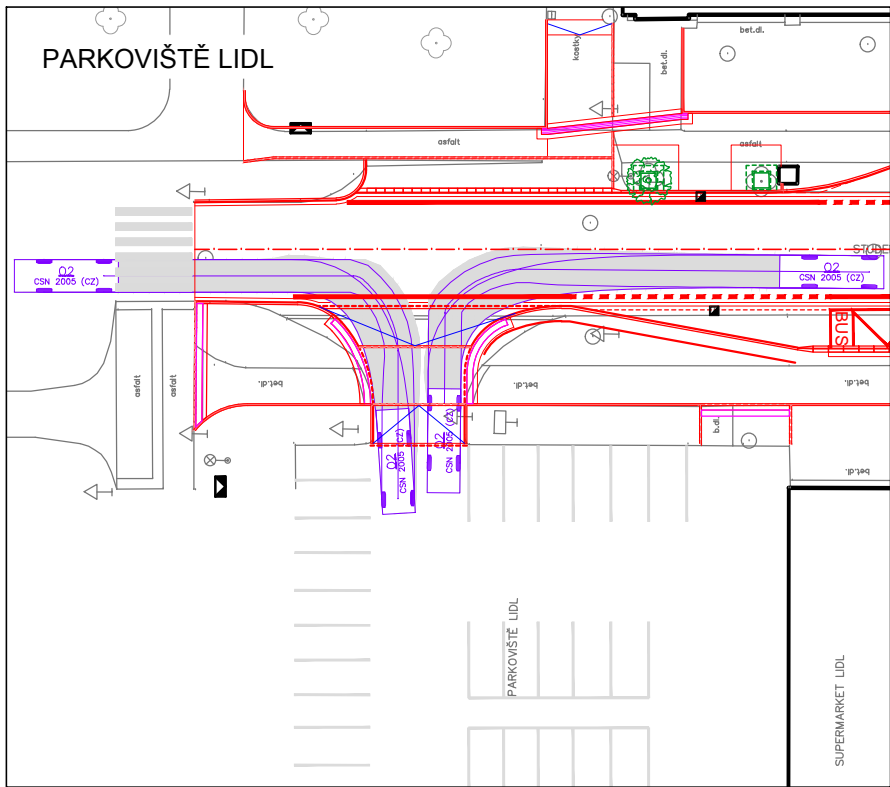 PARKOVIŠTĚ LIDL
kostky
bet.dl.
bet.dl.
asfalt
asfalt
STUDE
O2
CSN 2005 (CZ)
O2
CSN 2005 (CZ)
BUS
asfalt
asfalt
bet.dl.
bet.dl.
bet.dl.
b.dl.
bet.dl.
O2
CSN 2005 (CZ)
O2
CSN 2005 (CZ)
PARKOVIŠTĚ LIDL
SUPERMARKET LIDL